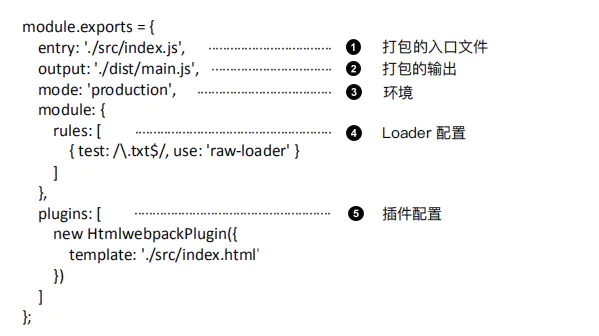 module.exports = {
entry: './src/index.js', ❶ 打包的入口文件
output: './dist/main.js', ❷ 打包的输出
mode: 'production', ❸ 环境
module: {
rules: [ ❹ Loader 配置
{ test: /\.txt$/, use: 'raw-loader' }
]
},
plugins: [ ❺ 插件配置
new HtmlwebpackPlugin({
template: './src/index.html'
})
]
};